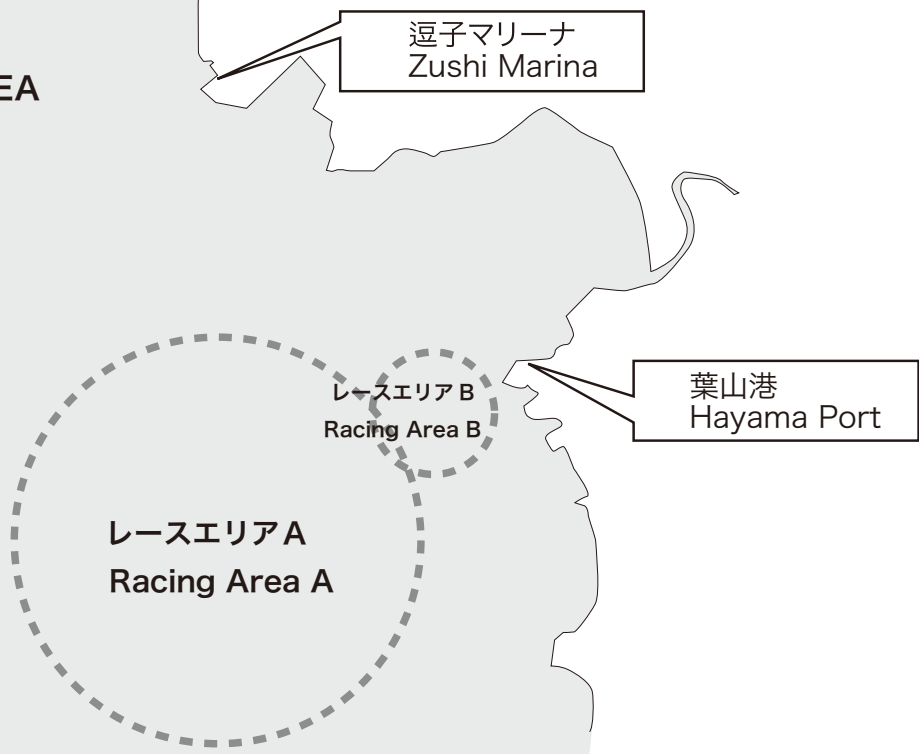 逗子マリーナ
Zushi Marina
EA
レースエリア B
Racing Area B
葉山港
Hayama Port
レースエリア A
Racing Area A